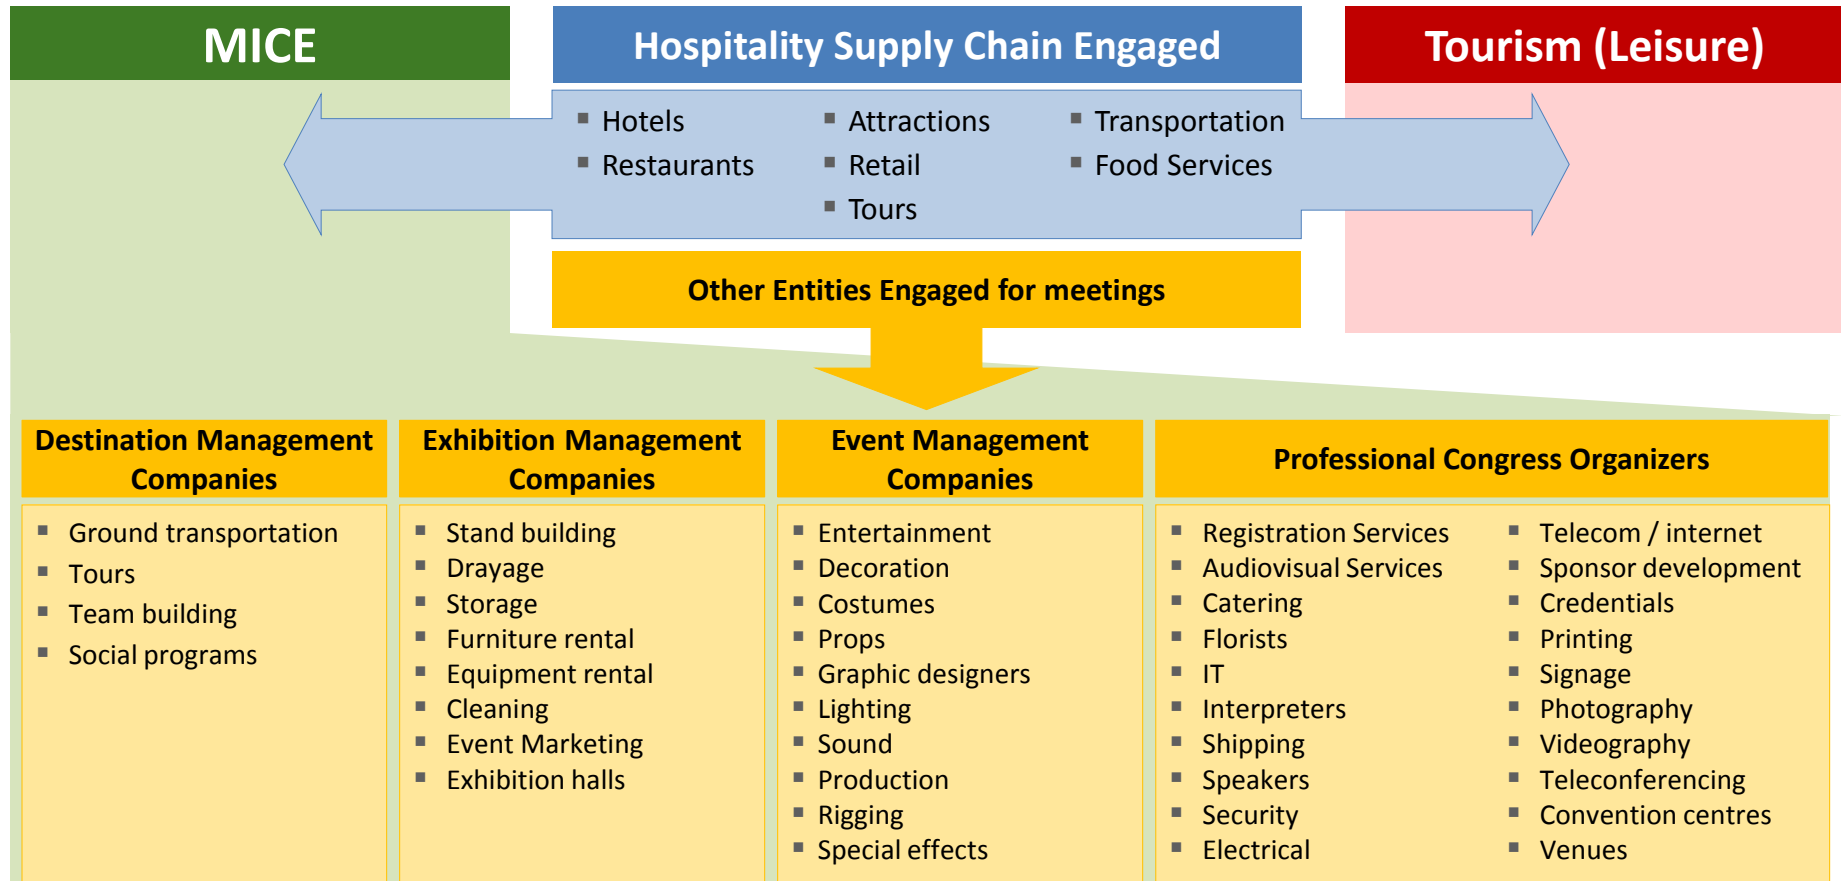 MICE
Hospitality Supply Chain Engaged
Tourism (Leisure)
▪ Hotels
▪ Restaurants
▪ Attractions
▪ Retail
▪ Tours
▪ Transportation
▪ Food Services
Other Entities Engaged for meetings
Destination Management
Companies
▪ Ground transportation
▪ Tours
▪ Team building
▪ Social programs
Exhibition Management
Companies
▪ Stand building
▪ Drayage
▪ Storage
▪ Furniture rental
▪ Equipment rental
▪ Cleaning
▪ Event Marketing
▪ Exhibition halls
Event Management
Companies
▪ Entertainment
▪ Decoration
▪ Costumes
▪ Props
▪ Graphic designers
▪ Lighting
▪ Sound
▪ Production
▪ Rigging
▪ Special effects
Professional Congress Organizers
▪ Registration Services
▪ Audiovisual Services
▪ Catering
▪ Florists
▪ IT
▪ Interpreters
▪ Shipping
▪ Speakers
▪ Security
▪ Electrical
▪ Telecom / internet
▪ Sponsor development
▪ Credentials
▪ Printing
▪ Signage
▪ Photography
▪ Videography
▪ Teleconferencing
▪ Convention centres
▪ Venues